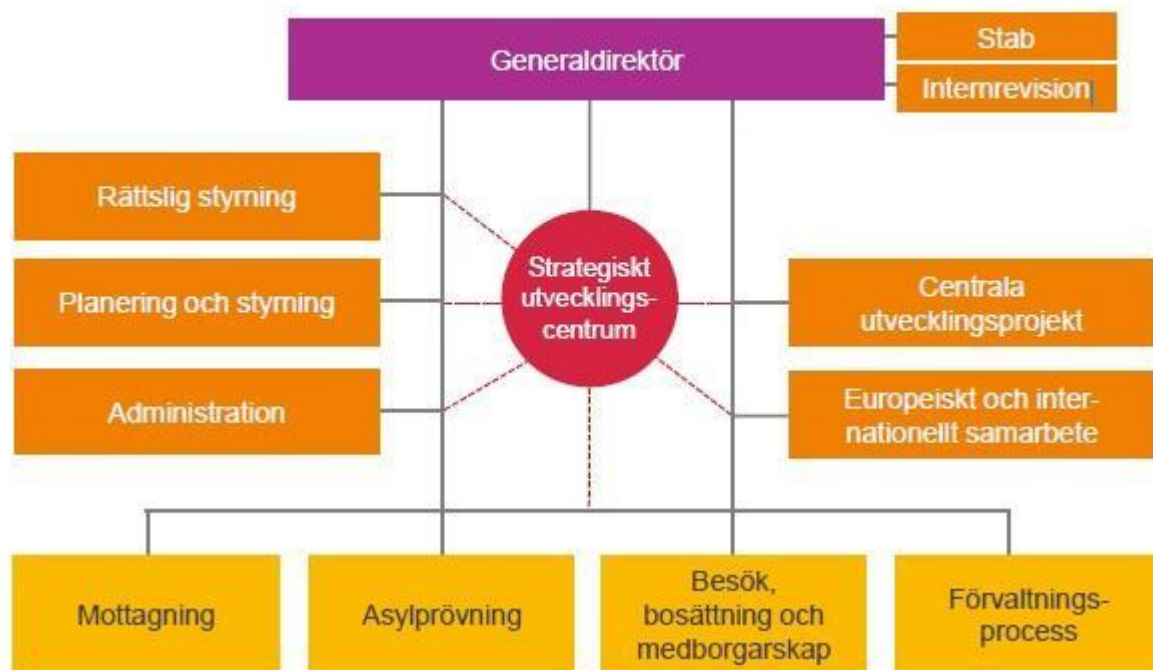 Generaldirektör
Stab
Internrevision
Rättslig styrning
Planering och styrning
Administration
Strategiskt
utvecklings-
centrum
Centrala
utvecklingsprojekt
Europeiskt och inter-
nationellt samarbete
Mottagning
Asylprövning
Besök,
bosättning och
medborgarskap
Förvaltnings-
process